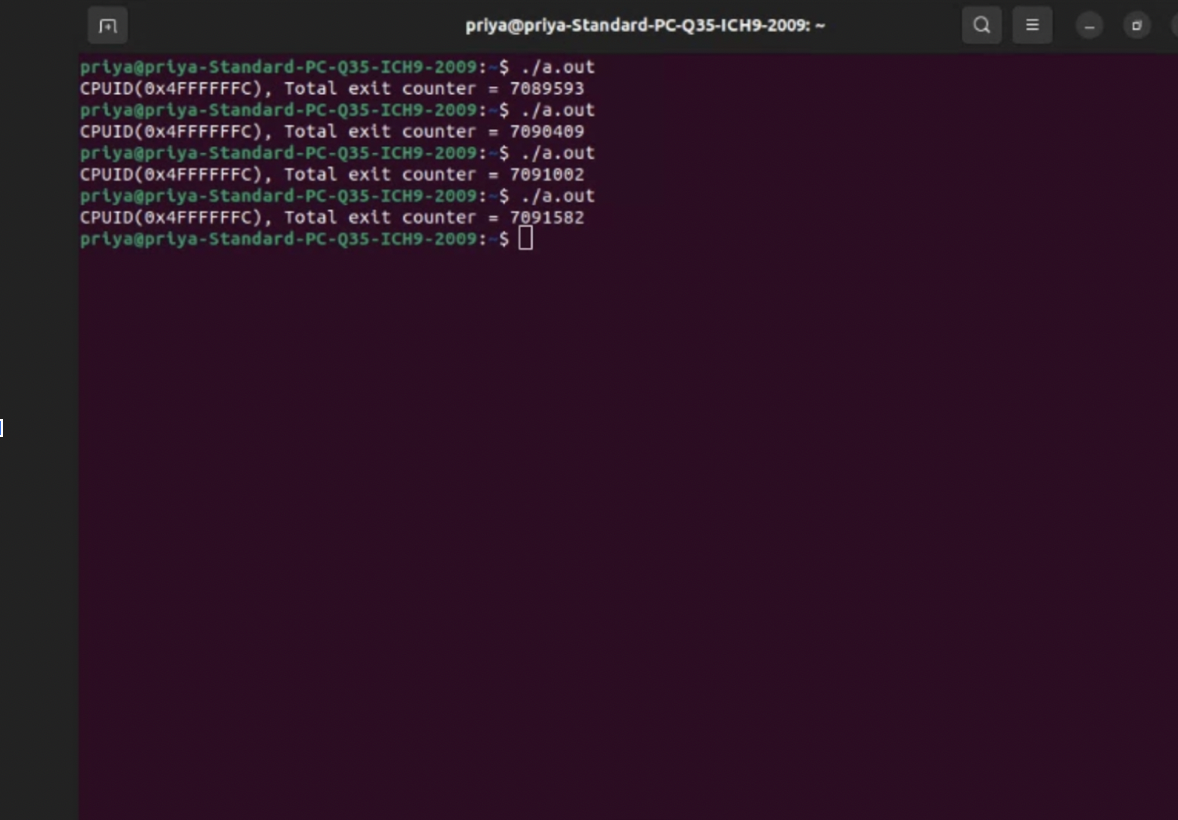 priya@priya-Standard-PC-Q35-ICH9-2009: ~
priya@priya-Standard-PC-Q35-ICH9-2009:~$ ./a.out
CPUID(0x4FFFFFFC), Total exit counter = 7089593
priya@priya-Standard-PC-Q35-ICH9-2009:~$ ./a.out
CPUID(0x4FFFFFFC), Total exit counter = 7090409
priya@priya-Standard-PC-Q35-ICH9-2009:~$ ./a.out
CPUID(0x4FFFFFFC), Total exit counter = 7091002
priya@priya-Standard-PC-Q35-ICH9-2009:~$ ./a.out
CPUID(0x4FFFFFFC), Total exit counter = 7091582
priya@priya-Standard-PC-Q35-ICH9-2009:~$